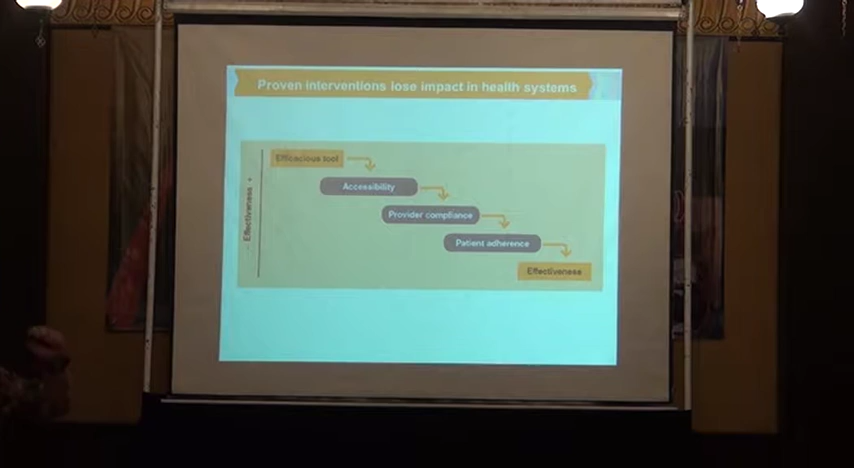 Proven interventions lose impact in health systems
Efficacious tool
Accessibility
Provider compliance
Patient adherence
Effectiveness
- Effectiveness +